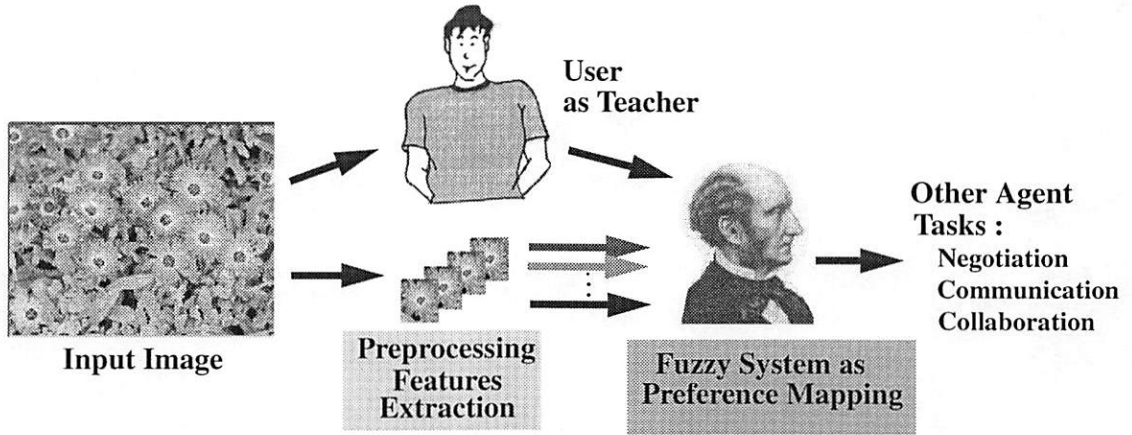 User
as Teacher
Other Agent
Tasks :
Negotiation
Communication
Collaboration
Input Image
Preprocessing
Features
Extraction
Fuzzy System as
Preference Mapping